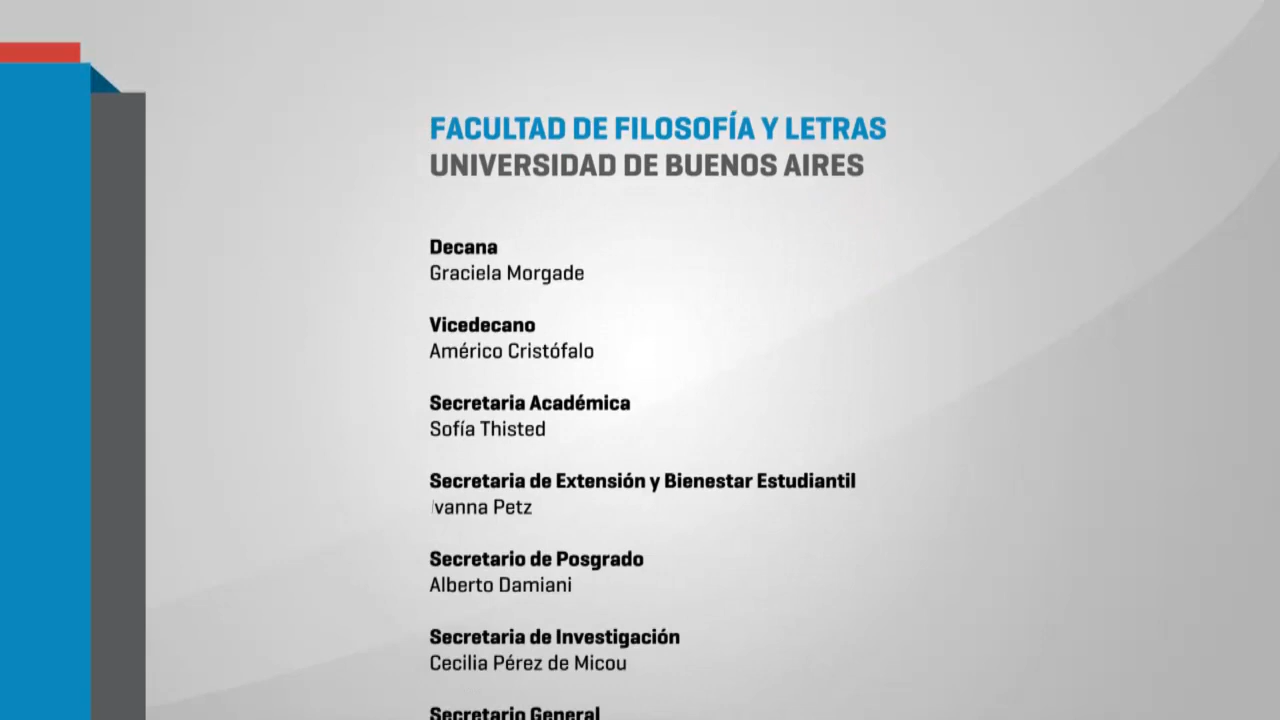 FACULTAD DE FILOSOFÍA Y LETRAS
UNIVERSIDAD DE BUENOS AIRES
Decana
Graciela Morgade
Vicedecano
Américo Cristófalo
Secretaria Académica
Sofía Thisted
Secretaria de Extensión y Bienestar Estudiantil
Ivanna Petz
Secretario de Posgrado
Alberto Damiani
Secretaria de Investigación
Cecilia Pérez de Micou
Secretario General